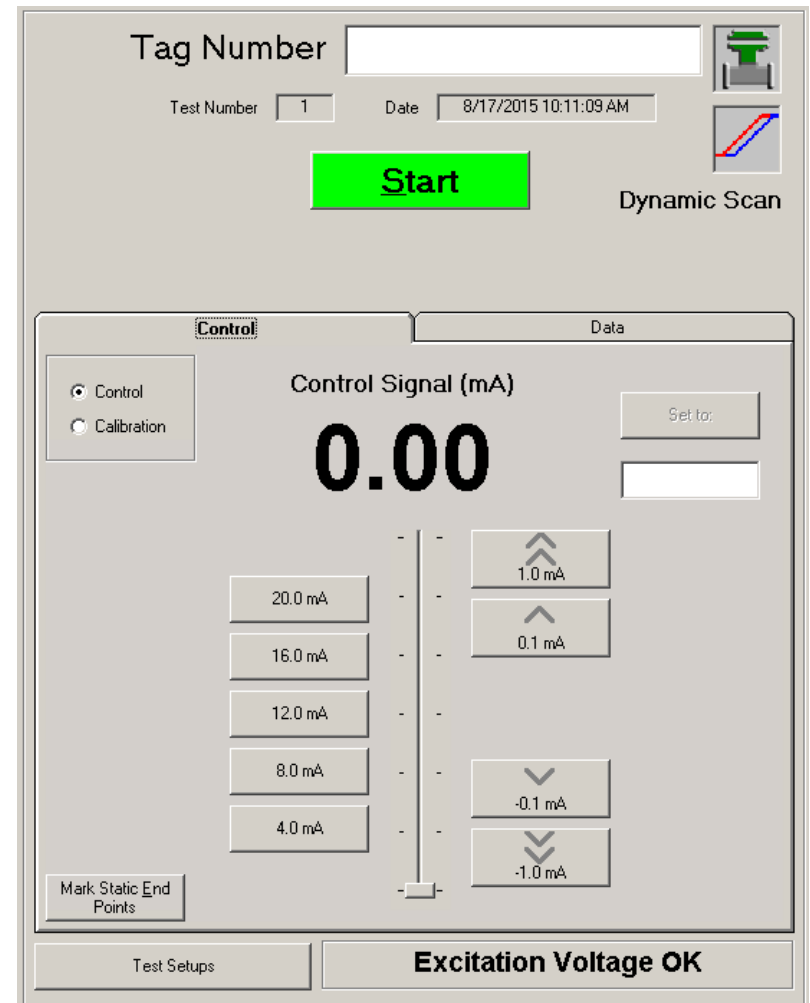 Tag Number
Test Number 1 Date 8/17/2015 10:11:09 AM
Start
Dynamic Scan
Control Data
Control
Calibration
Control Signal (mA)
Set to:
0.00
1.0 mA
20.0 mA
0.1 mA
16.0 mA
12.0 mA
8.0 mA
-0.1 mA
4.0 mA
-1.0 mA
Mark Static End
Points
Test Setups
Excitation Voltage OK